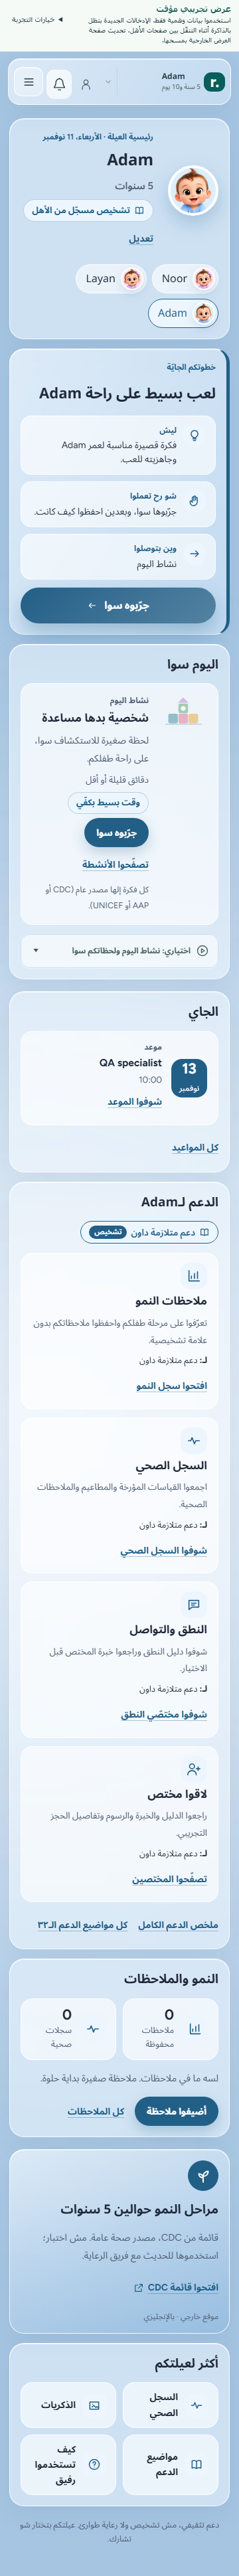 عرض تجريبي مؤقت
استخدموا بيانات وهمية فقط. الإدخالات الجديدة بتظل
بالذاكرة أثناء التنقّل بين صفحات الأهل. تحديث صفحة
العرض الخارجية بمسحها.
خيارات التجربة
r.
Adam
5 سنة و10 يوم
رئيسية العيلة · الأربعاء، 11 نوفمبر
Adam
5 سنوات
تشخيص مسجّل من الأهل
تعديل
Noor
Layan
Adam
خطوتكم الجايّة
لعب بسيط على راحة Adam
ليش
فكرة قصيرة مناسبة لعمر Adam
وجاهزيته للعب.
شو رح تعملوا
جرّبوها سوا، وبعدين احفظوا كيف كانت.
وين بتوصلوا
نشاط اليوم
جرّبوه سوا ←
اليوم سوا
نشاط اليوم
شخصية بدها مساعدة
لحظة صغيرة للاستكشاف سوا،
على راحة طفلكم.
دقائق قليلة أو أقل
وقت بسيط بكفّي
جرّبوه سوا
تصفّحوا الأنشطة
كل فكرة إلها مصدر عام (CDC أو
AAP أو UNICEF).
اختياري: نشاط اليوم ولحظاتكم سوا
الجاي
13
نوفمبر
موعد
QA specialist
10:00
شوفوا الموعد
كل المواعيد
الدعم لـAdam
دعم متلازمة داون تشخيص
ملاحظات النمو
تعرّفوا على مراحل طفلكم واحفظوا ملاحظاتكم بدون
علامة تشخيصية.
لـ: دعم متلازمة داون
افتحوا سجل النمو
السجل الصحي
اجمعوا القياسات المؤرخة والمطاعيم والملاحظات
الصحية.
لـ: دعم متلازمة داون
شوفوا السجل الصحي
النطق والتواصل
شوفوا دليل النطق وراجعوا خبرة المختص قبل
الاختيار.
لـ: دعم متلازمة داون
شوفوا مختصّي النطق
لاقوا مختص
راجعوا الدليل والخبرة والرسوم وتفاصيل الحجز
التجريبي.
لـ: دعم متلازمة داون
تصفّحوا المختصين
ملخص الدعم الكامل
كل مواضيع الدعم الـ٣٢
النمو والملاحظات
0
ملاحظات
محفوظة
0
سجلات
صحية
لسه ما في ملاحظات. ملاحظة صغيرة بداية حلوة.
أضيفوا ملاحظة
كل الملاحظات
مراحل النمو حوالين 5 سنوات
قائمة من CDC، مصدر صحة عامة. مش اختبار؛
استخدموها للحديث مع فريق الرعاية.
افتحوا قائمة CDC
موقع خارجي · بالإنجليزي
أكثر لعيلتكم
السجل
الصحي
الذكريات
مواضيع
الدعم
كيف
تستخدموا
رفيق
دعم تثقيفي، مش تشخيص ولا رعاية طوارئ. عيلتكم بتختار شو
تشارك.